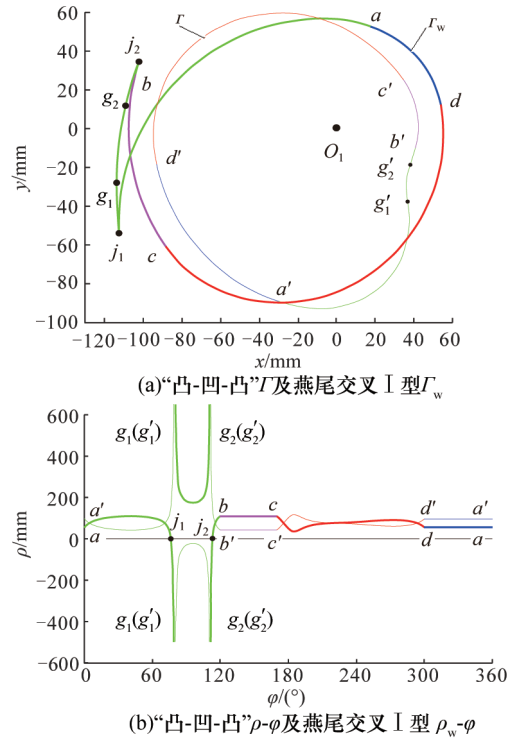 60
40
20
0
−20
−40
−60
−80
−100
y/mm
−120
−100
−80
−60
−40
−20
0
20
40
60
x/mm
r
a
r_w
j₂
b
g₂
c′
d
b′
O₁
g′₂
d′
g′₁
g₁
j₁
c
a′
(a)“凸-凹-凸”Γ及燕尾交叉Ⅰ型Γ_w
600
400
200
0
−200
−400
−600
ρ/mm
g₁(g′₁)
g₂(g′₂)
a′
a
j₁
j₂
b
b′
c
c′
d′
d
a′
a
g₁(g′₁)
g₂(g′₂)
0
60
120
180
240
300
360
φ/(°)
(b)“凸-凹-凸”ρ-φ及燕尾交叉Ⅰ型 ρ_w-φ